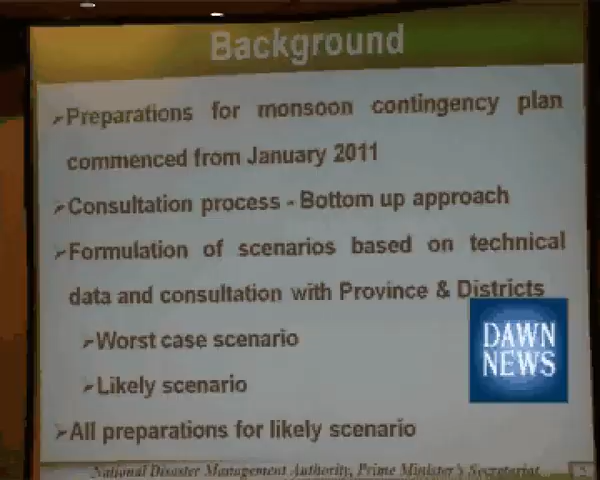 Background
➢Preparations for monsoon contingency plan
commenced from January 2011
➢Consultation process - Bottom up approach
➢Formulation of scenarios based on technical
data and consultation with Province & Districts
➢Worst case scenario
➢Likely scenario
➢All preparations for likely scenario
DAWN
NEWS
National Disaster Management Authority, Prime Minister's Secretariat